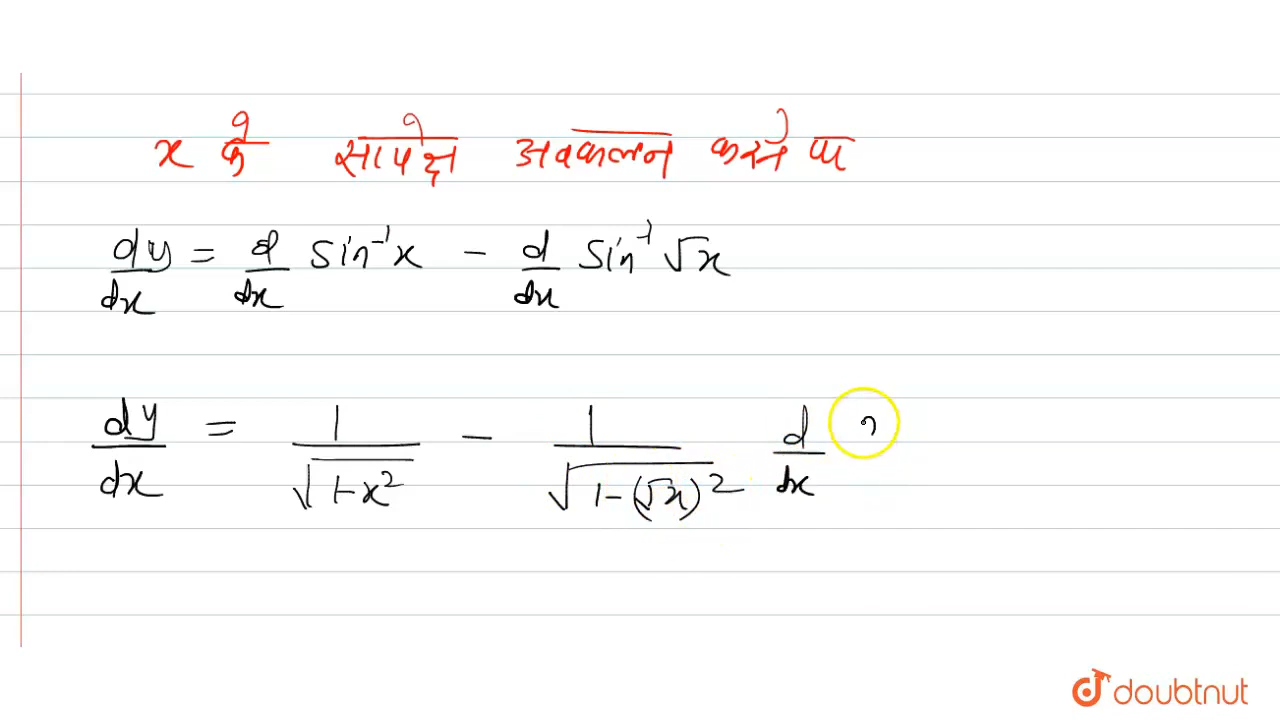 x के सापेक्ष अवकलन करने पर
dy/dx = d/dx sin⁻¹x - d/dx sin⁻¹√x
dy/dx = 1/√(1-x²) - 1/√(1-(√x)²) d/dx
doubtnut